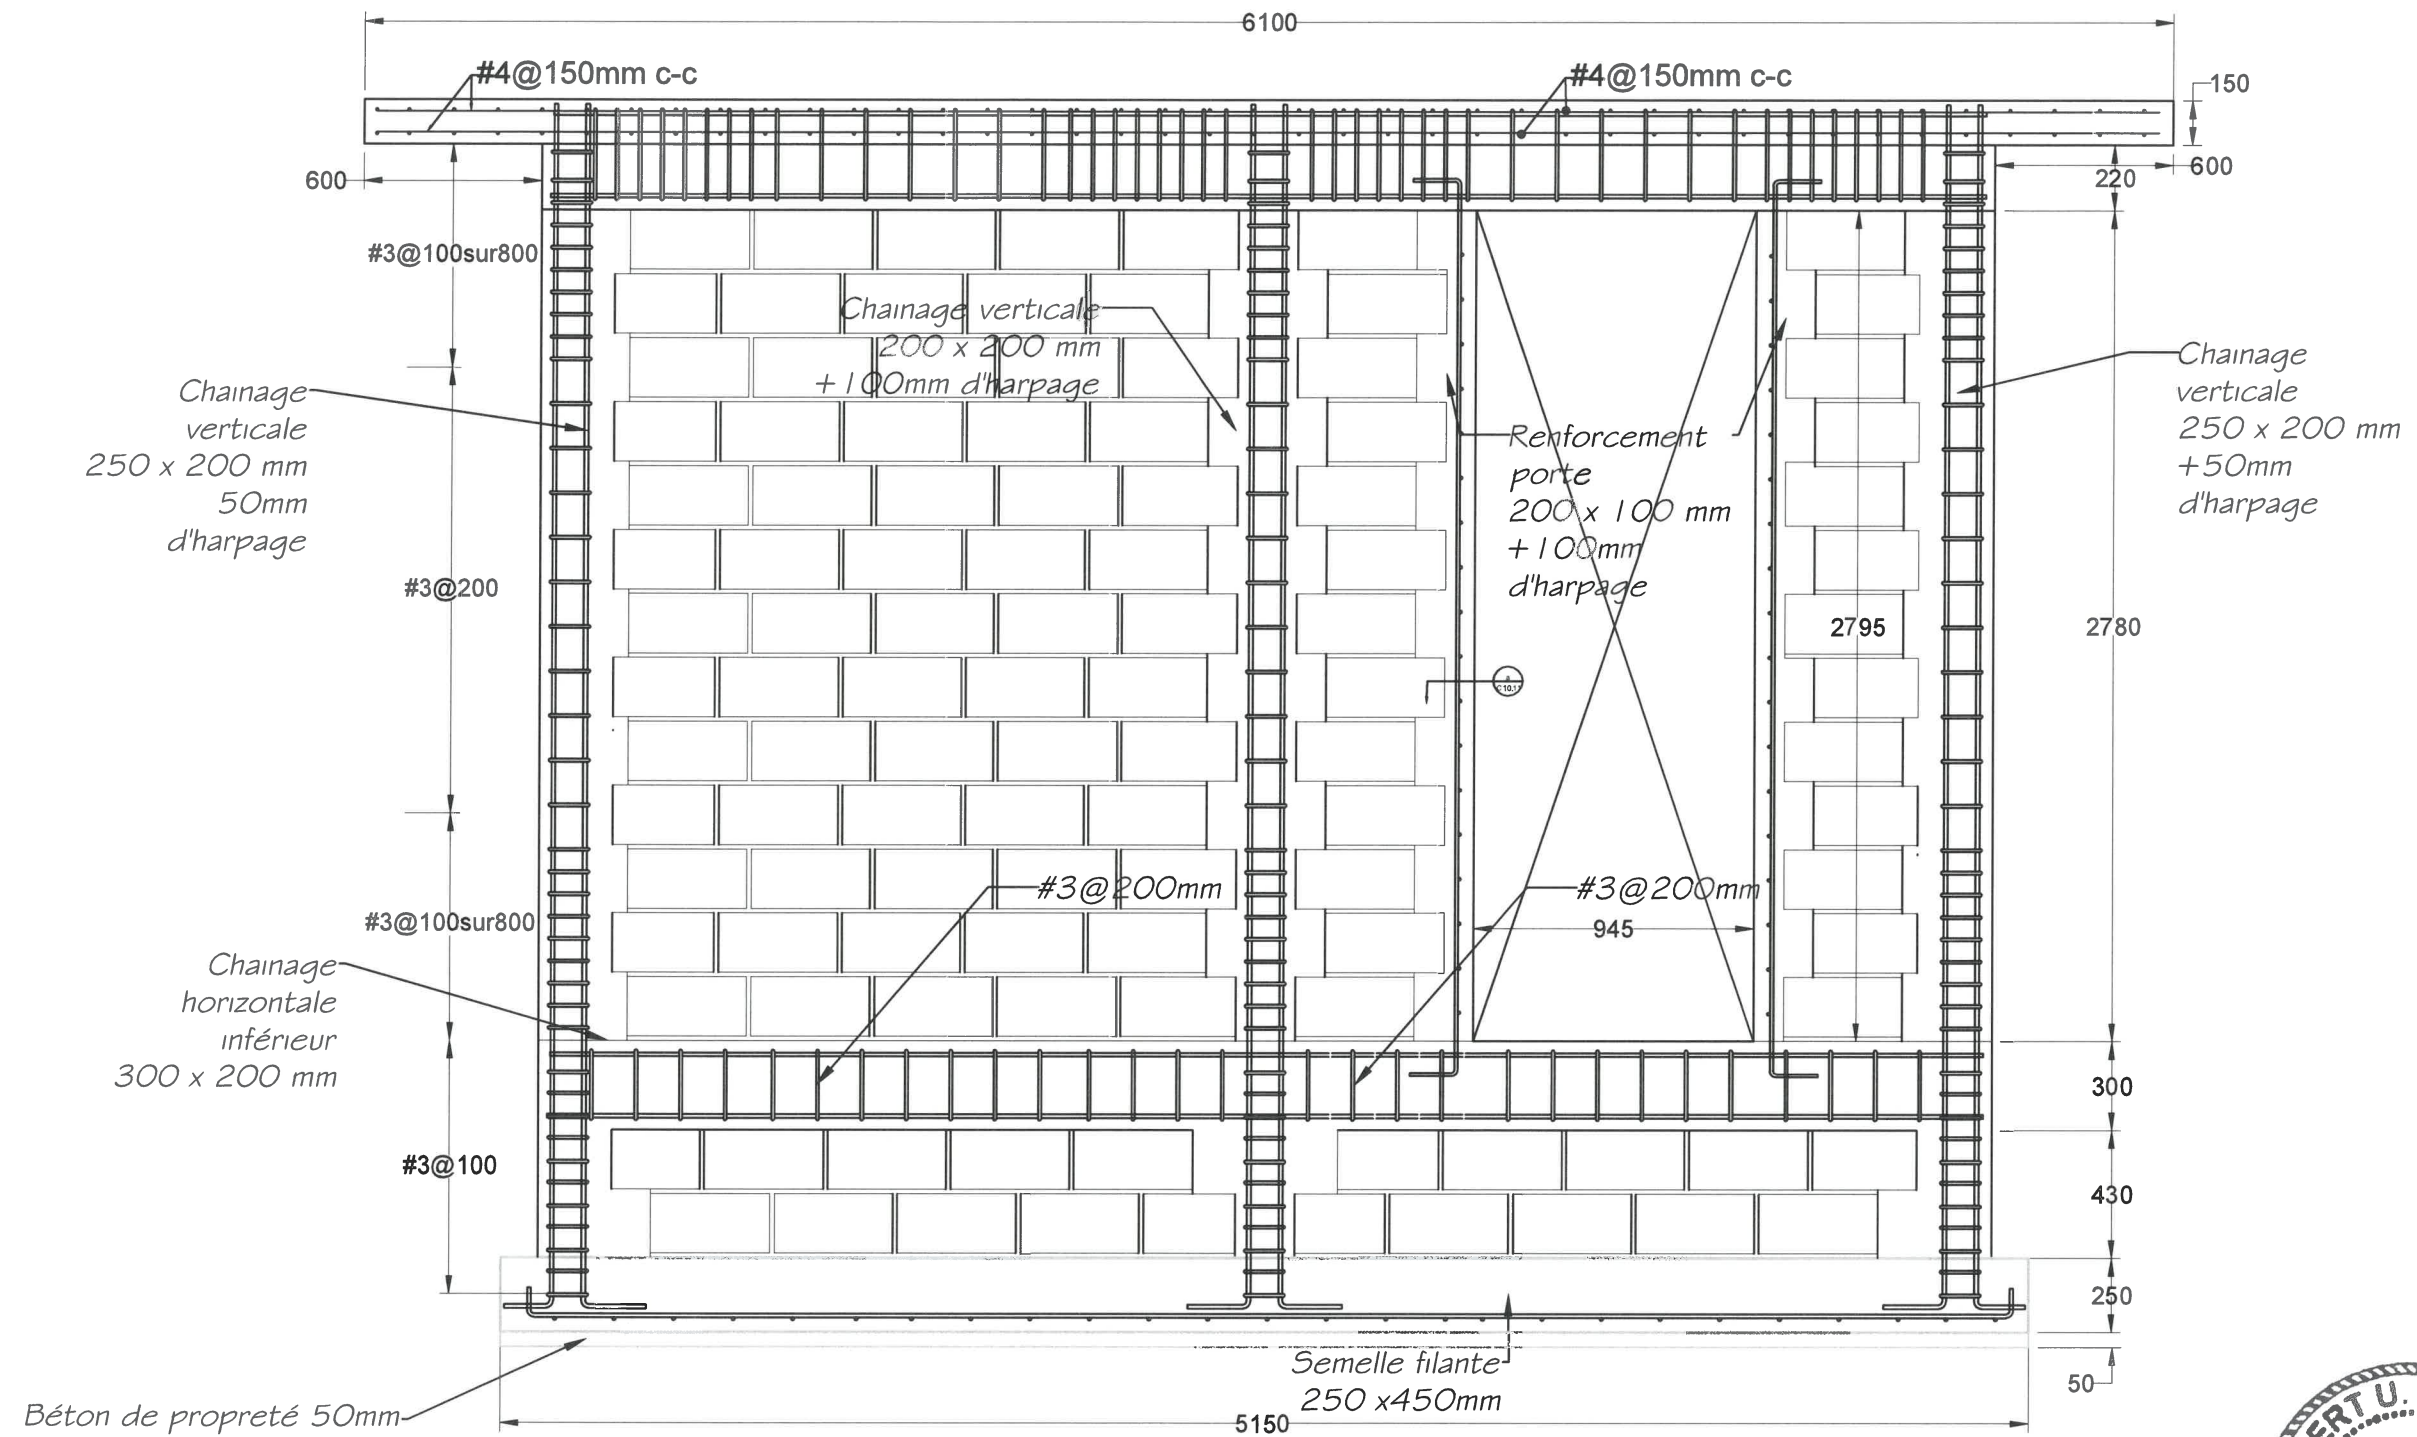 6100
#4@150mm c-c
#4@150mm c-c
150
600
220
600
#3@100sur800
Chainage verticale
200 x 200 mm
+100mm d'harpage
Chainage
verticale
250 x 200 mm
50mm
d'harpage
Renforcement
porte
200 x 100 mm
+100mm
d'harpage
Chainage
verticale
250 x 200 mm
+50mm
d'harpage
#3@200
2795
2780
C10.11
#3@200mm
#3@200mm
#3@100sur800
945
Chainage
horizontale
inférieur
300 x 200 mm
300
#3@100
430
250
Semelle filante
250 x450mm
50
Béton de propreté 50mm
5150
ERT U.